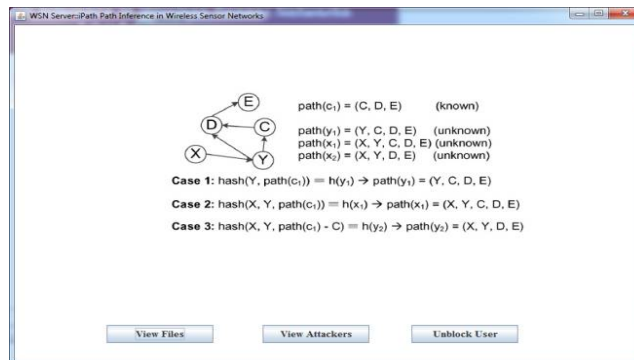 WSN Server::iPath Path Inference in Wireless Sensor Networks
E
D
C
X
Y
path(c₁) = (C, D, E) (known)
path(y₁) = (Y, C, D, E) (unknown)
path(x₁) = (X, Y, C, D, E) (unknown)
path(x₂) = (X, Y, D, E) (unknown)
Case 1: hash(Y, path(c₁)) = h(y₁) → path(y₁) = (Y, C, D, E)
Case 2: hash(X, Y, path(c₁)) = h(x₁) → path(x₁) = (X, Y, C, D, E)
Case 3: hash(X, Y, path(c₁) - C) = h(y₂) → path(y₂) = (X, Y, D, E)
View Files
View Attackers
Unblock User